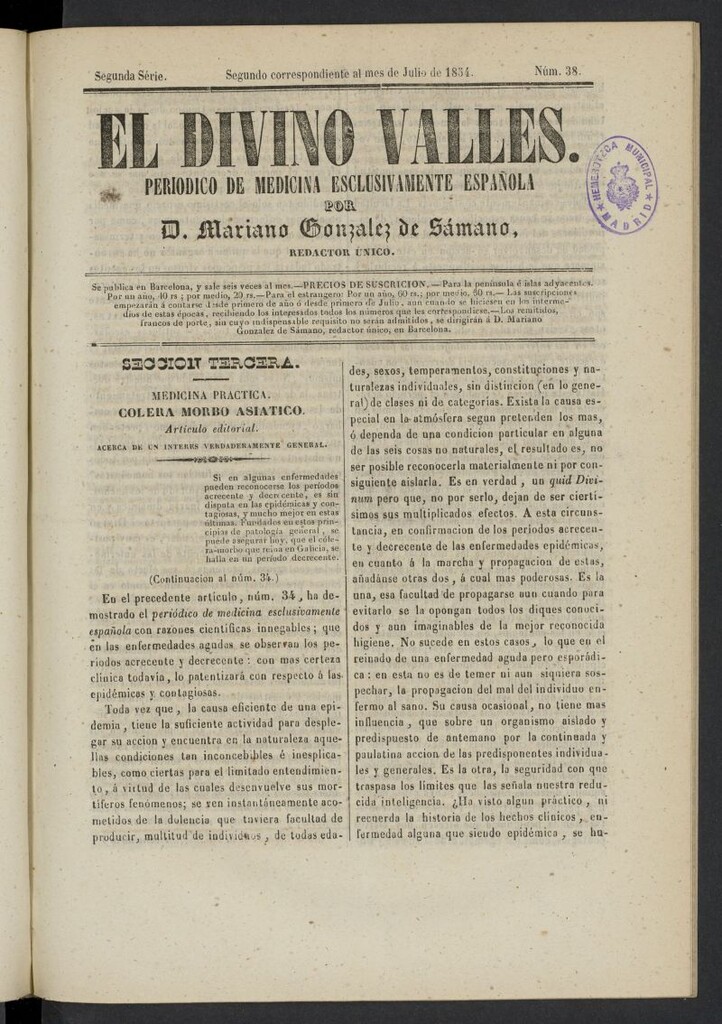 Segunda Série. Segundo correspondiente al mes de Julio de 1854. Núm. 38.
EL DIVINO VALLES.
PERIODICO DE MEDICINA ESCLUSIVAMENTE ESPAÑOLA
POR
D. Mariano Gonzalez de Sámano,
REDACTOR UNICO.
HEMEROTECA MUNICIPAL
MADRID
Se publica en Barcelona, y sale seis veces al mes.—PRECIOS DE SUSCRICION.—Para la península é islas adyacentes.
Por un año, 40 rs; por medio, 20 rs.—Para el estrangero: Por un año, 60 rs.; por medio, 30 rs.—Las suscripciones
empezarán á contarse desde primero de año ó desde primero de Julio, aun cuando se hiciesen en los interme-
dios de estas épocas, recibiendo los interesados todos los números que les correspondiese.—Los remitidos,
francos de porte, sin cuyo indispensable requisito no serán admitidos, se dirigirán á D. Mariano
Gonzalez de Sámano, redactor único, en Barcelona.
SECCION TERCERA.
MEDICINA PRACTICA.
COLERA MORBO ASIATICO.
Artículo editorial.
ACERCA DE UN INTERES VERDADERAMENTE GENERAL.
Si en algunas enfermedades
pueden reconocerse los períodos
acrecente y decrecente, es sin
disputa en las epidémicas y con-
tagiosas, y mucho mejor en estas
últimas. Fundados en estos prin-
cipios de patología general, se
puede asegurar hoy, que el cóle-
ra-morbo que reina en Galicia, se
halla en un período decrecente.
(Continuacion al núm. 34.)
En el precedente artículo, núm. 34, ha de-
mostrado el periódico de medicina esclusivamente
española con razones científicas innegables; que
en las enfermedades agudas se observan los pe-
riodos acrecente y decrecente: con mas certeza
clínica todavia, lo patentizará con respecto á las
epidémicas y contagiosas.
Toda vez que, la causa eficiente de una epi-
demia, tiene la suficiente actividad para desple-
gar su accion y encuentra en la naturaleza aque-
llas condiciones tan inconcebibles é inesplica-
bles, como ciertas para el limitado entendimien-
to, á virtud de las cuales desenvuelve sus mor-
tíferos fenómenos; se ven instantáneamente aco-
metidos de la dolencia que tuviera facultad de
producir, multitud de individuos, de todas eda-
des, sexos, temperamentos, constituciones y na-
turalezas individuales, sin distincion (en lo gene-
ral) de clases ni de categorias. Exista la causa es-
pecial en la atmósfera segun pretenden los mas,
ó dependa de una condicion particular en alguna
de las seis cosas no naturales, el resultado es, no
ser posible reconocerla materialmente ni por con-
siguiente aislarla. Es en verdad, un quid Divi-
num pero que, no por serlo, dejan de ser ciertí-
simos sus multiplicados efectos. A esta circuns-
tancia, en confirmacion de los periodos acrecen-
te y decrecente de las enfermedades epidémicas,
en cuanto á la marcha y propagacion de estas,
añádanse otras dos, á cual mas poderosas. Es la
una, esa facultad de propagarse aun cuando para
evitarlo se la opongan todos los diques conoci-
dos y aun imaginables de la mejor reconocida
higiene. No sucede en estos casos, lo que en el
reinado de una enfermedad aguda pero esporádi-
ca: en esta no es de temer ni aun siquiera sos-
pechar, la propagacion del mal del individuo en-
fermo al sano. Su causa ocasional, no tiene mas
influencia, que sobre un organismo aislado y
predispuesto de antemano por la continuada y
paulatina accion de las predisponentes individua-
les y generales. Es la otra, la seguridad con que
traspasa los límites que las señala nuestra redu-
cida inteligencia. ¿Ha visto algun práctico, ni
recuerda la historia de los hechos clínicos, en-
fermedad alguna que siendo epidémica, se hu-